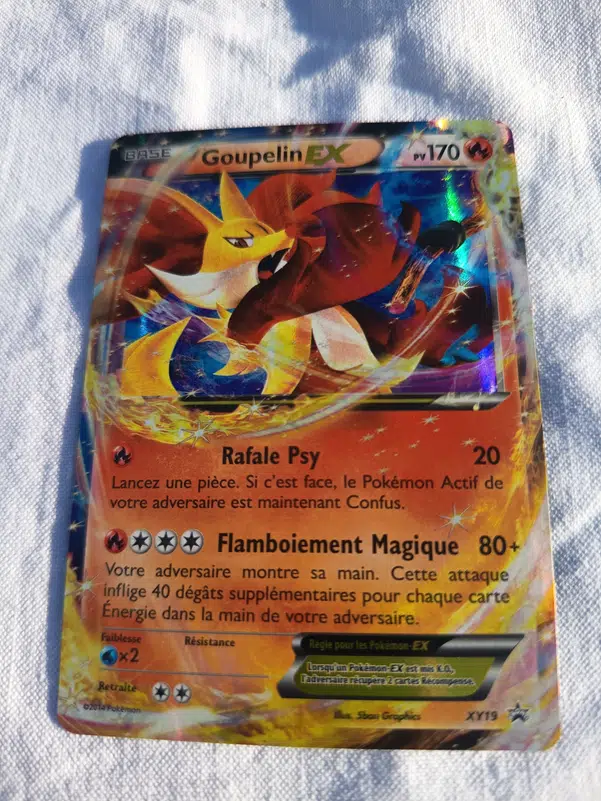 BASE GoupelinEX PV170
Rafale Psy 20
Lancez une pièce. Si c'est face, le Pokémon Actif de
votre adversaire est maintenant Confus.
Flamboiement Magique 80+
Votre adversaire montre sa main. Cette attaque
inflige 40 dégâts supplémentaires pour chaque carte
Énergie dans la main de votre adversaire.
Faiblesse Résistance
×2
Retraite
Règle pour les Pokémon-EX
Lorsqu'un Pokémon-EX est mis K.O.,
l'adversaire récupère 2 cartes Récompense.
©2014 Pokémon
Illus. 5ban Graphics XY19